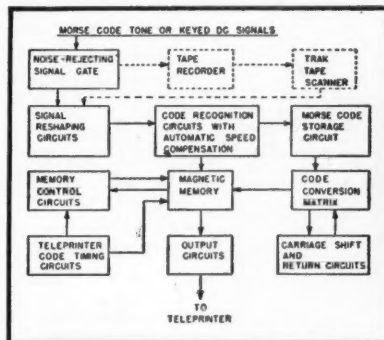 MORSE CODE TONE OR KEYED DC SIGNALS
NOISE-REJECTING
SIGNAL GATE
TAPE
RECORDER
TRAK
TAPE
SCANNER
SIGNAL
RESHAPING
CIRCUITS
CODE RECOGNITION
CIRCUITS WITH
AUTOMATIC SPEED
COMPENSATION
MORSE CODE
STORAGE
CIRCUIT
MEMORY
CONTROL
CIRCUITS
MAGNETIC
MEMORY
CODE
CONVERSION
MATRIX
TELEPRINTER
CODE TIMING
CIRCUITS
OUTPUT
CIRCUITS
CARRIAGE SHIFT
AND
RETURN CIRCUITS
TO
TELEPRINTER